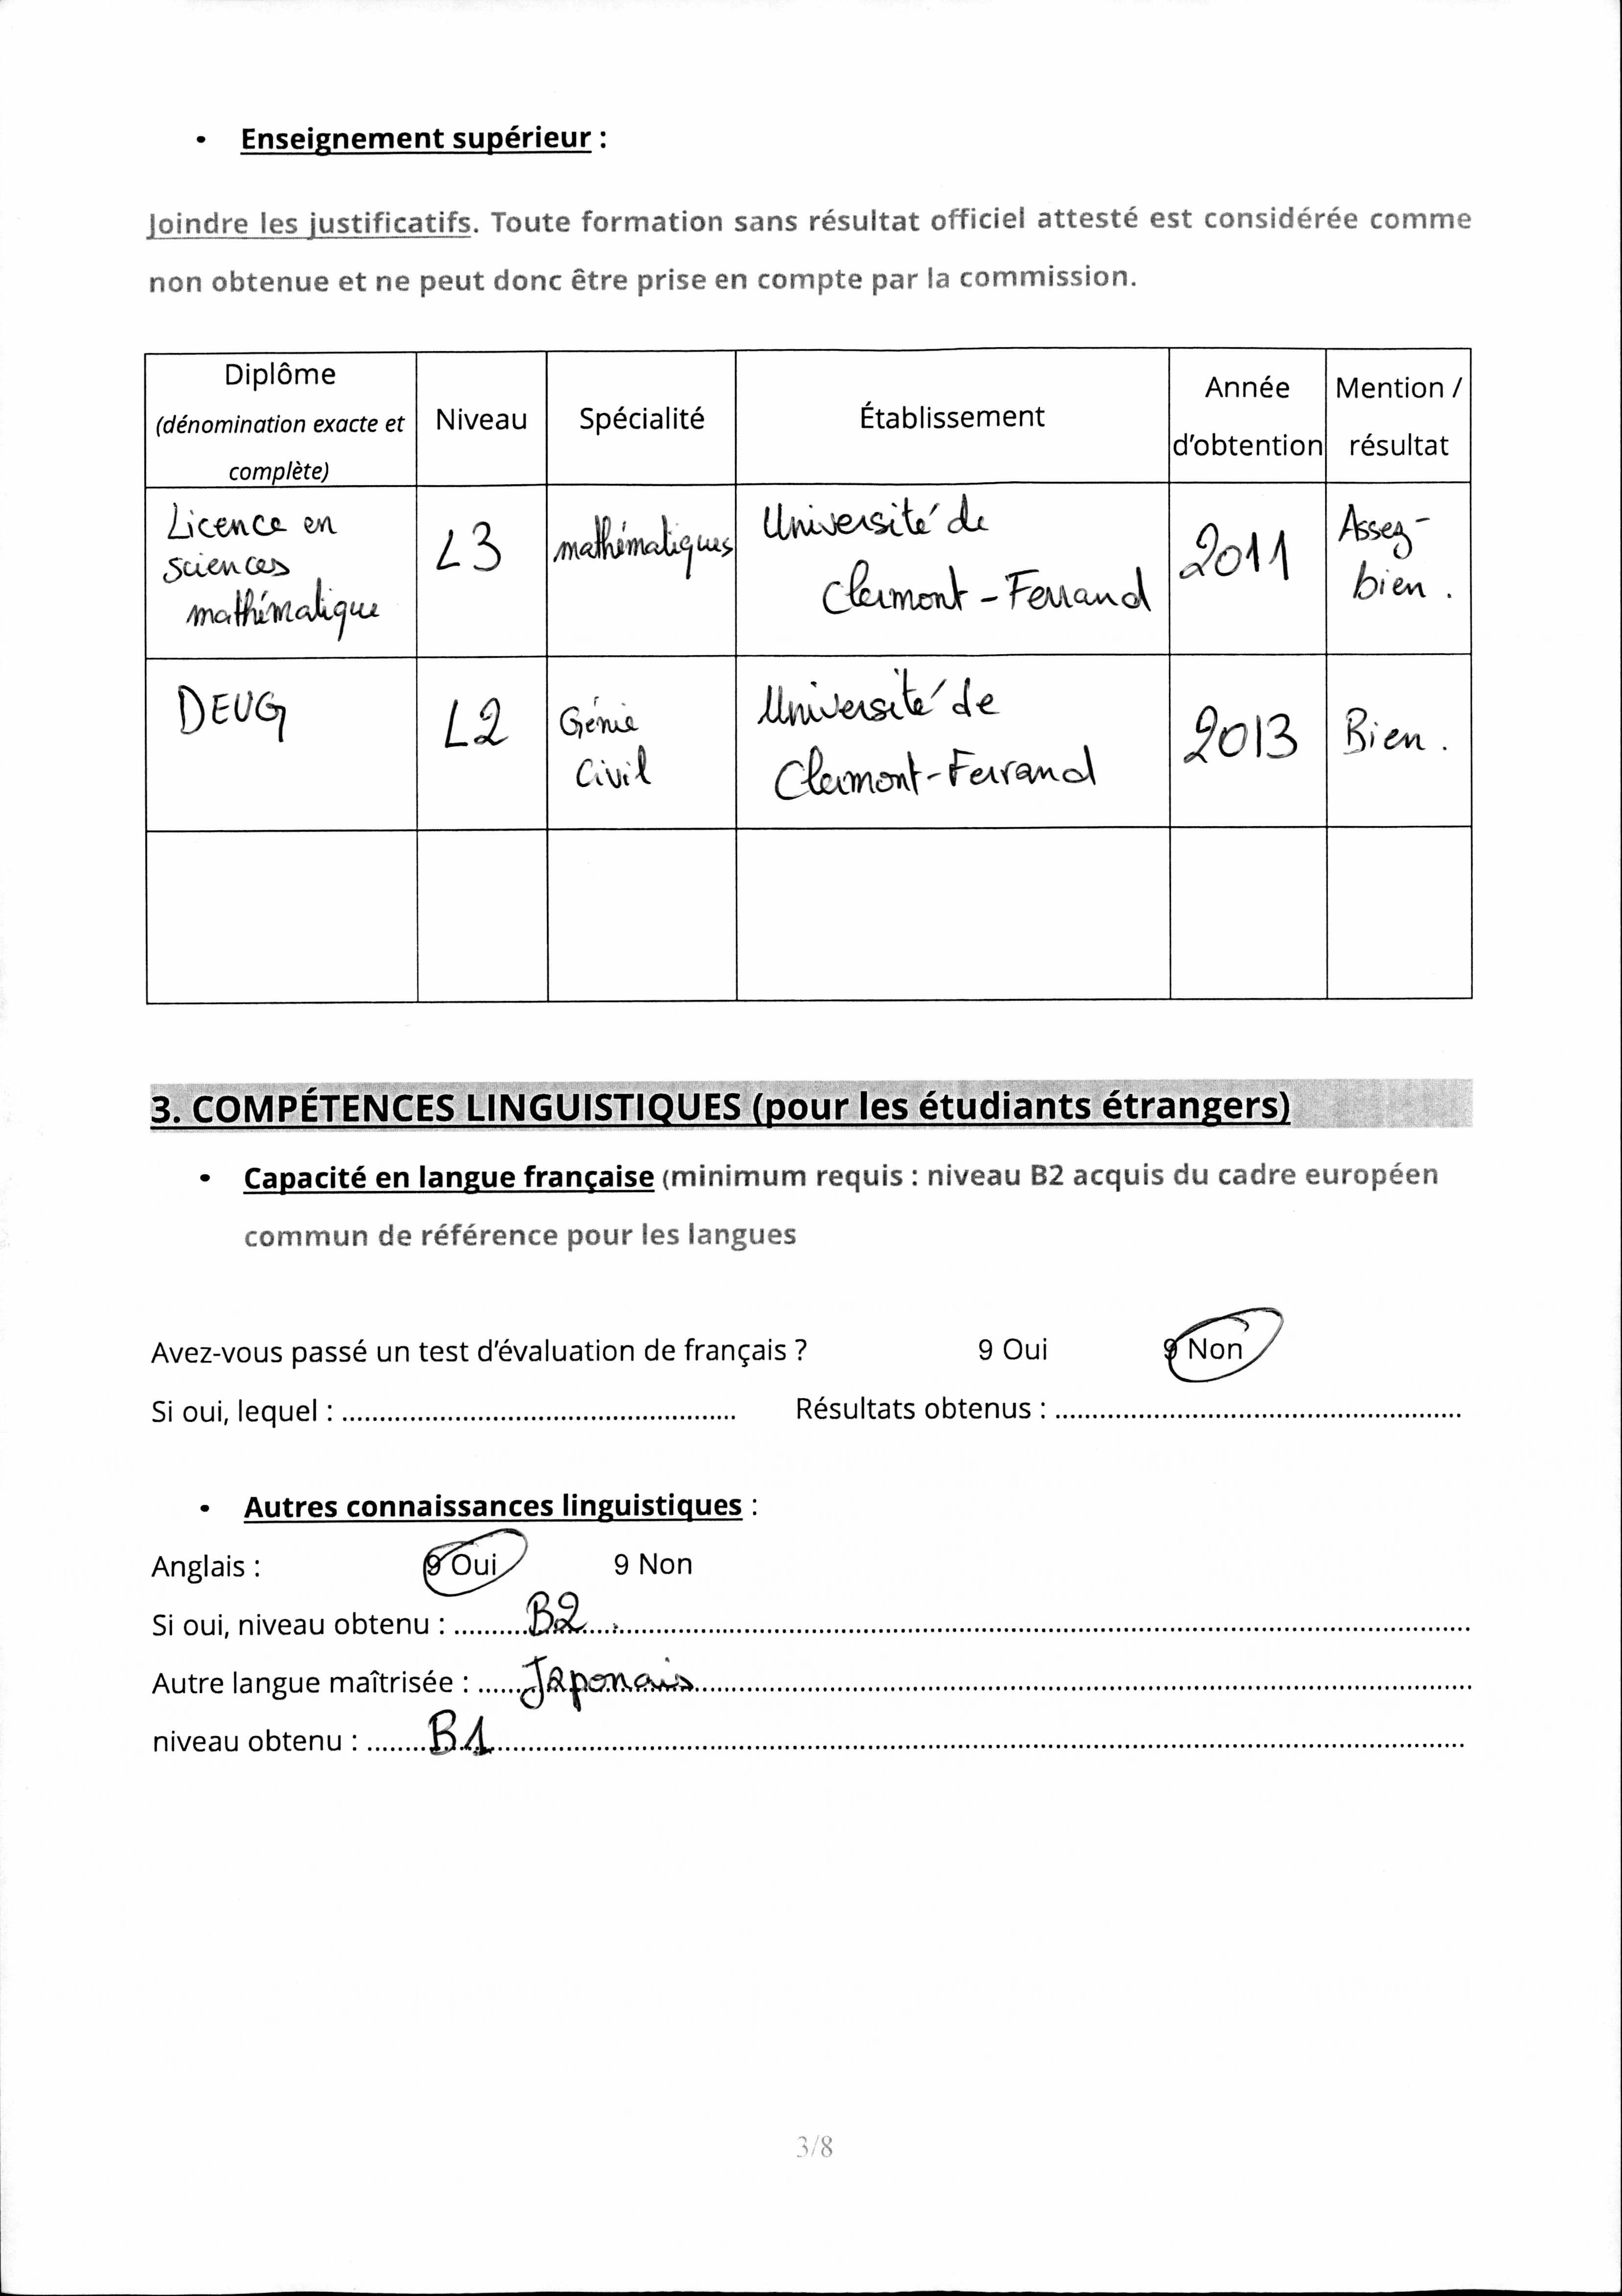 • Enseignement supérieur :
Joindre les justificatifs. Toute formation sans résultat officiel attesté est considérée comme
non obtenue et ne peut donc être prise en compte par la commission.
Diplôme
(dénomination exacte et
complète)
Niveau
Spécialité
Établissement
Année
d'obtention
Mention /
résultat
Licence en
sciences
mathématique
L3
mathématiques
Université de
Clermont-Ferrand
2011
Assez-
bien.
DEUG
L2
Génie
Civil
Université de
Clermont-Ferrand
2013
Bien.
3. COMPÉTENCES LINGUISTIQUES (pour les étudiants étrangers)
• Capacité en langue française (minimum requis : niveau B2 acquis du cadre européen
commun de référence pour les langues
Avez-vous passé un test d'évaluation de français ? 9 Oui 9 Non
Si oui, lequel : ..................................................... Résultats obtenus : .......................................................
• Autres connaissances linguistiques :
Anglais : 9 Oui 9 Non
Si oui, niveau obtenu : .......... B2 ..........
Autre langue maîtrisée : ...... Japonais ..........
niveau obtenu : ........ B1 ..........
3/8